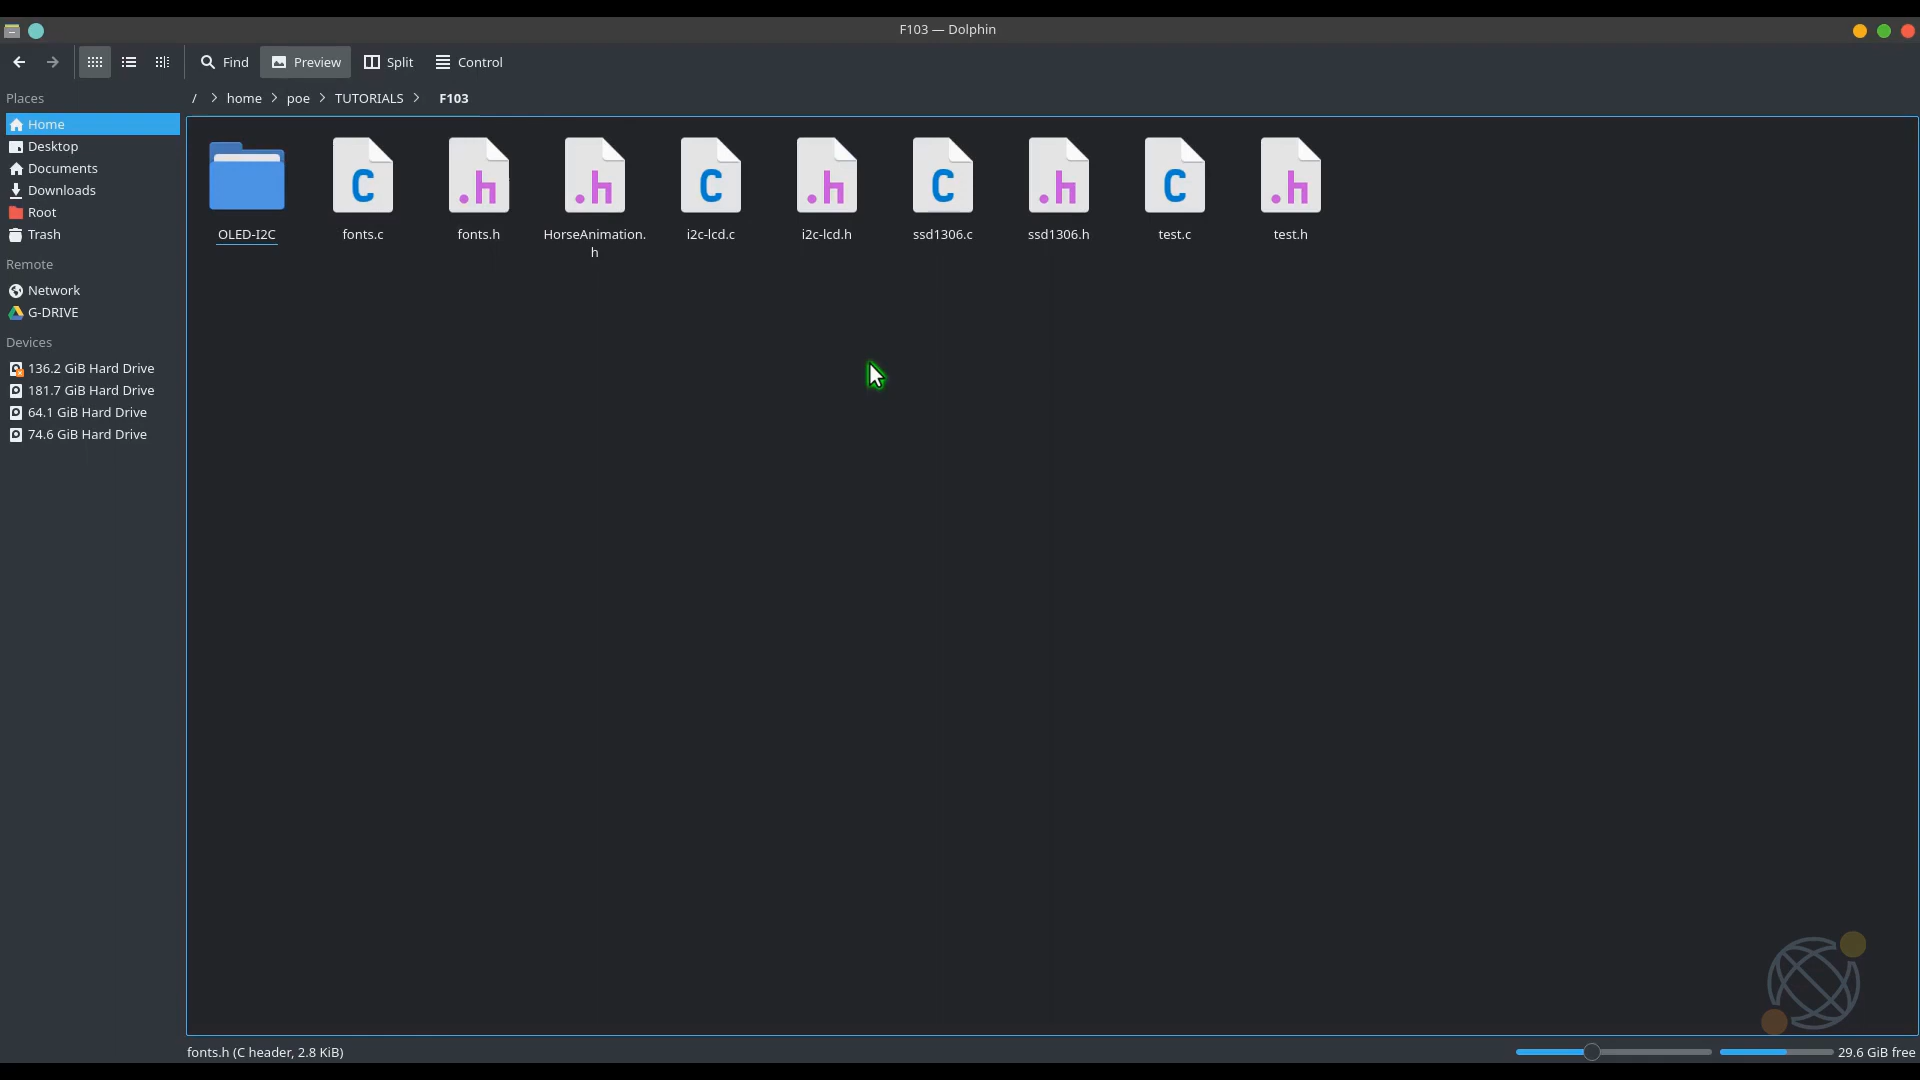 F103 — Dolphin
Find
Preview
Split
Control
Places
/ > home > poe > TUTORIALS > F103
Home
Desktop
Documents
Downloads
Root
Trash
Remote
Network
G-DRIVE
Devices
136.2 GiB Hard Drive
181.7 GiB Hard Drive
64.1 GiB Hard Drive
74.6 GiB Hard Drive
C
.h
.h
C
.h
C
.h
C
.h
OLED-I2C
fonts.c
fonts.h
HorseAnimation.
h
i2c-lcd.c
i2c-lcd.h
ssd1306.c
ssd1306.h
test.c
test.h
fonts.h (C header, 2.8 KiB)
29.6 GiB free